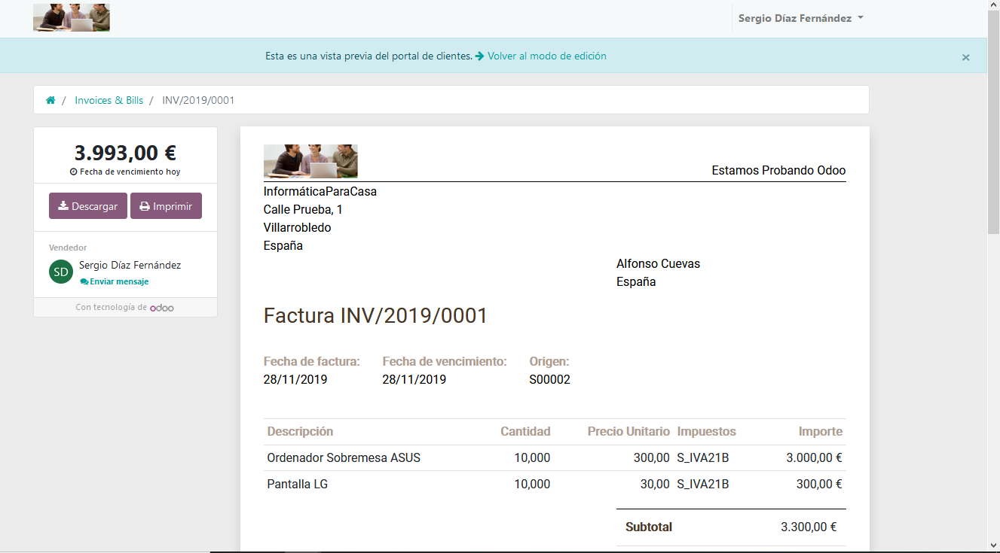 Sergio Díaz Fernández
Esta es una vista previa del portal de clientes. Volver al modo de edición ×
/ Invoices & Bills / INV/2019/0001
3.993,00 €
Fecha de vencimiento hoy
Descargar Imprimir
Vendedor
SD Sergio Díaz Fernández
Enviar mensaje
Con tecnología de odoo
Estamos Probando Odoo
InformáticaParaCasa
Calle Prueba, 1
Villarrobledo
España
Alfonso Cuevas
España
Factura INV/2019/0001
Fecha de factura: Fecha de vencimiento: Origen:
28/11/2019 28/11/2019 S00002
Descripción Cantidad Precio Unitario Impuestos Importe
Ordenador Sobremesa ASUS 10,000 300,00 S_IVA21B 3.000,00 €
Pantalla LG 10,000 30,00 S_IVA21B 300,00 €
Subtotal 3.300,00 €